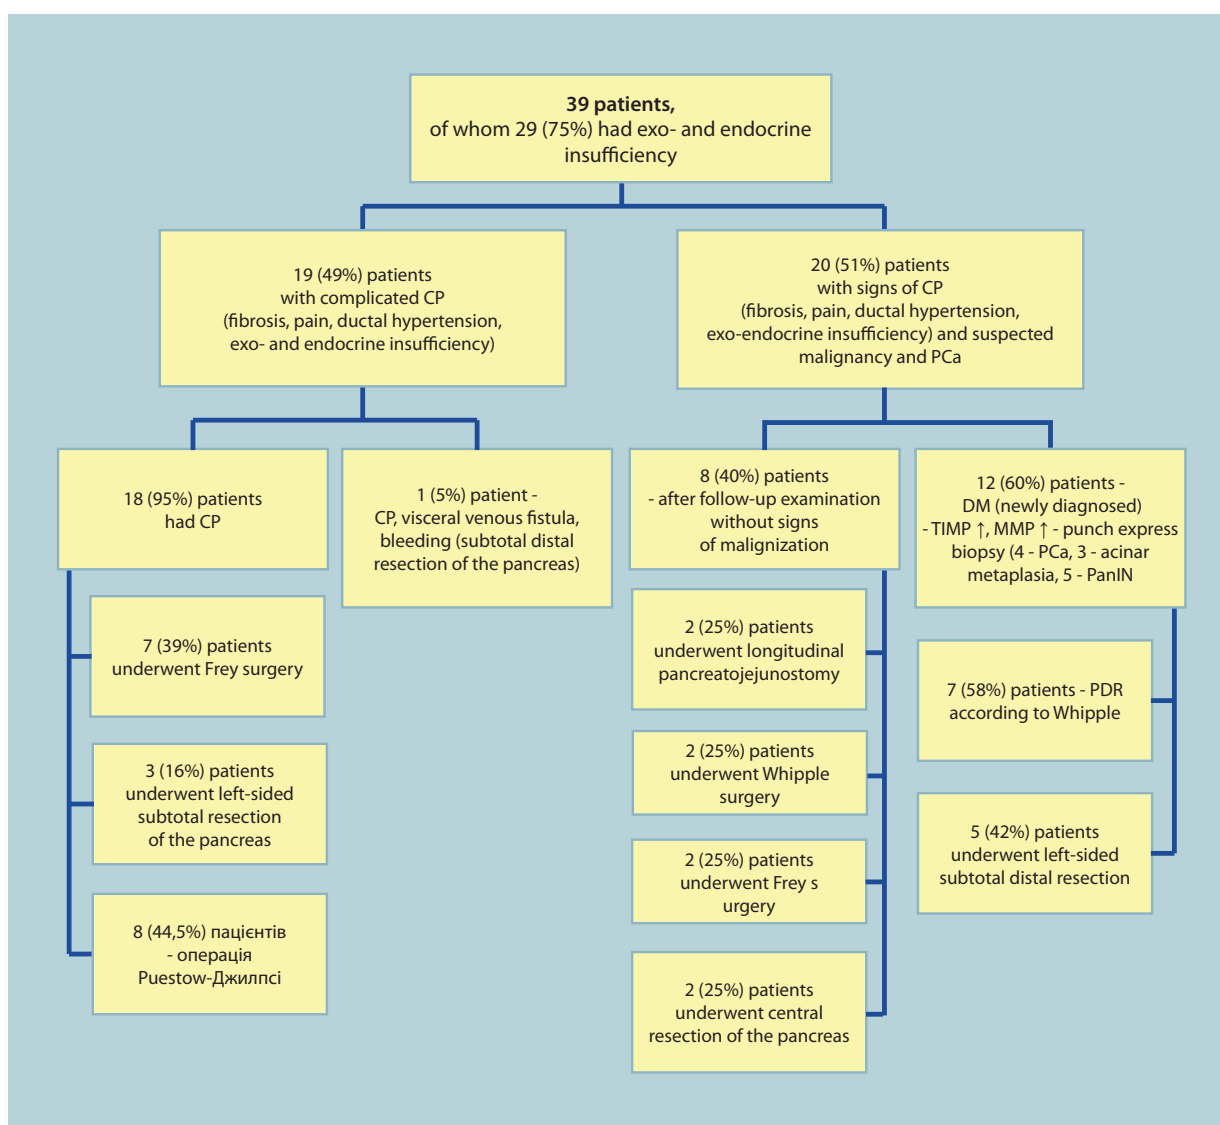 39 patients,
of whom 29 (75%) had exo- and endocrine
insufficiency
19 (49%) patients
with complicated CP
(fibrosis, pain, ductal hypertension,
exo- and endocrine insufficiency)
20 (51%) patients
with signs of CP
(fibrosis, pain, ductal hypertension,
exo-endocrine insufficiency) and suspected
malignancy and PCa
18 (95%) patients
had CP
1 (5%) patient -
CP, visceral venous fistula,
bleeding (subtotal distal
resection of the pancreas)
8 (40%) patients
- after follow-up examination
without signs
of malignization
12 (60%) patients -
DM (newly diagnosed)
- TIMP ↑, MMP ↑ - punch express
biopsy (4 - PCa, 3 - acinar
metaplasia, 5 - PanIN
7 (39%) patients
underwent Frey surgery
3 (16%) patients
underwent left-sided
subtotal resection
of the pancreas
8 (44,5%) пацієнтів
- операція
Puestow-Джилпсі
2 (25%) patients
underwent longitudinal
pancreatojejunostomy
2 (25%) patients
underwent Whipple
surgery
2 (25%) patients
underwent Frey s
urgery
2 (25%) patients
underwent central
resection of the pancreas
7 (58%) patients - PDR
according to Whipple
5 (42%) patients
underwent left-sided
subtotal distal resection